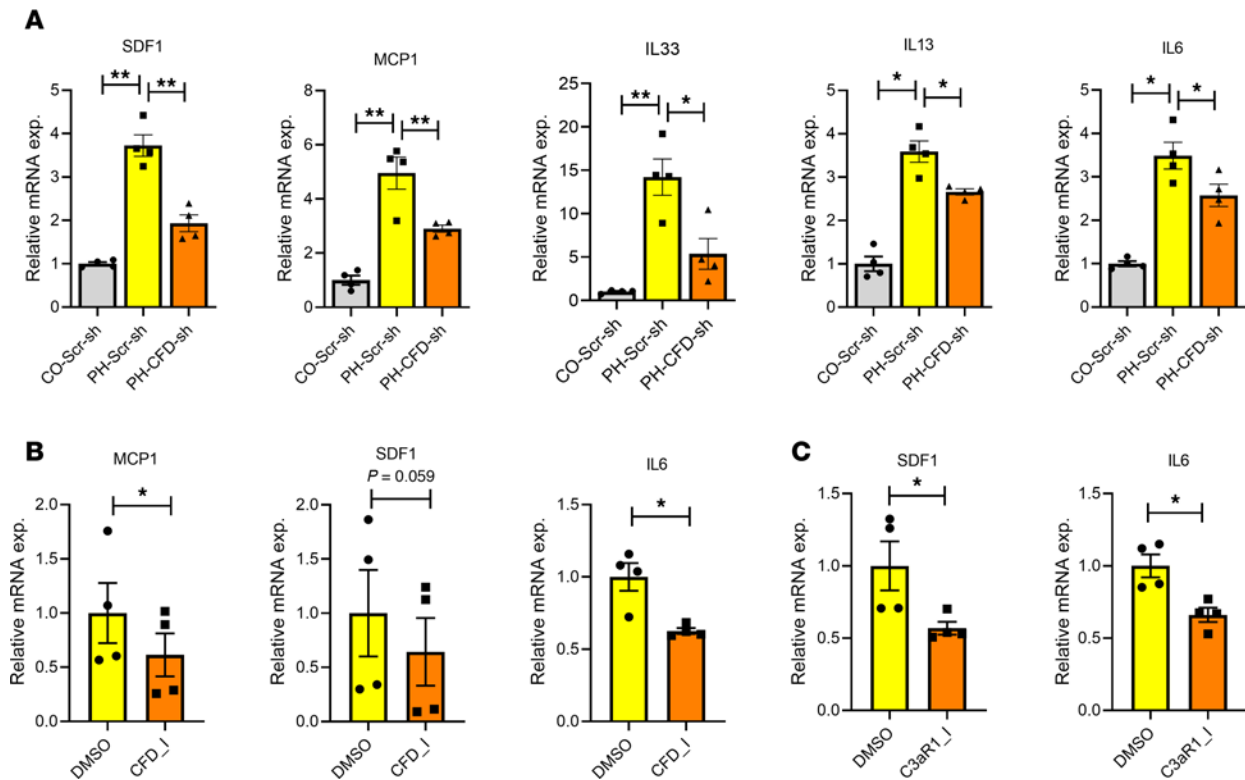 A
SDF1
Relative mRNA exp.
5
4
3
2
1
0
**
**
CO-Scr-sh
PH-Scr-sh
PH-CFD-sh
MCP1
Relative mRNA exp.
8
6
4
2
0
**
**
CO-Scr-sh
PH-Scr-sh
PH-CFD-sh
IL33
Relative mRNA exp.
25
20
15
10
5
0
**
*
CO-Scr-sh
PH-Scr-sh
PH-CFD-sh
IL13
Relative mRNA exp.
5
4
3
2
1
0
*
*
CO-Scr-sh
PH-Scr-sh
PH-CFD-sh
IL6
Relative mRNA exp.
5
4
3
2
1
0
*
*
CO-Scr-sh
PH-Scr-sh
PH-CFD-sh
B
MCP1
Relative mRNA exp.
2.0
1.5
1.0
0.5
0.0
*
DMSO
CFD_I
SDF1
P = 0.059
Relative mRNA exp.
2.0
1.5
1.0
0.5
0.0
DMSO
CFD_I
IL6
Relative mRNA exp.
1.5
1.0
0.5
0.0
*
DMSO
CFD_I
C
SDF1
Relative mRNA exp.
1.5
1.0
0.5
0.0
*
DMSO
C3aR1_I
IL6
Relative mRNA exp.
1.5
1.0
0.5
0.0
*
DMSO
C3aR1_I